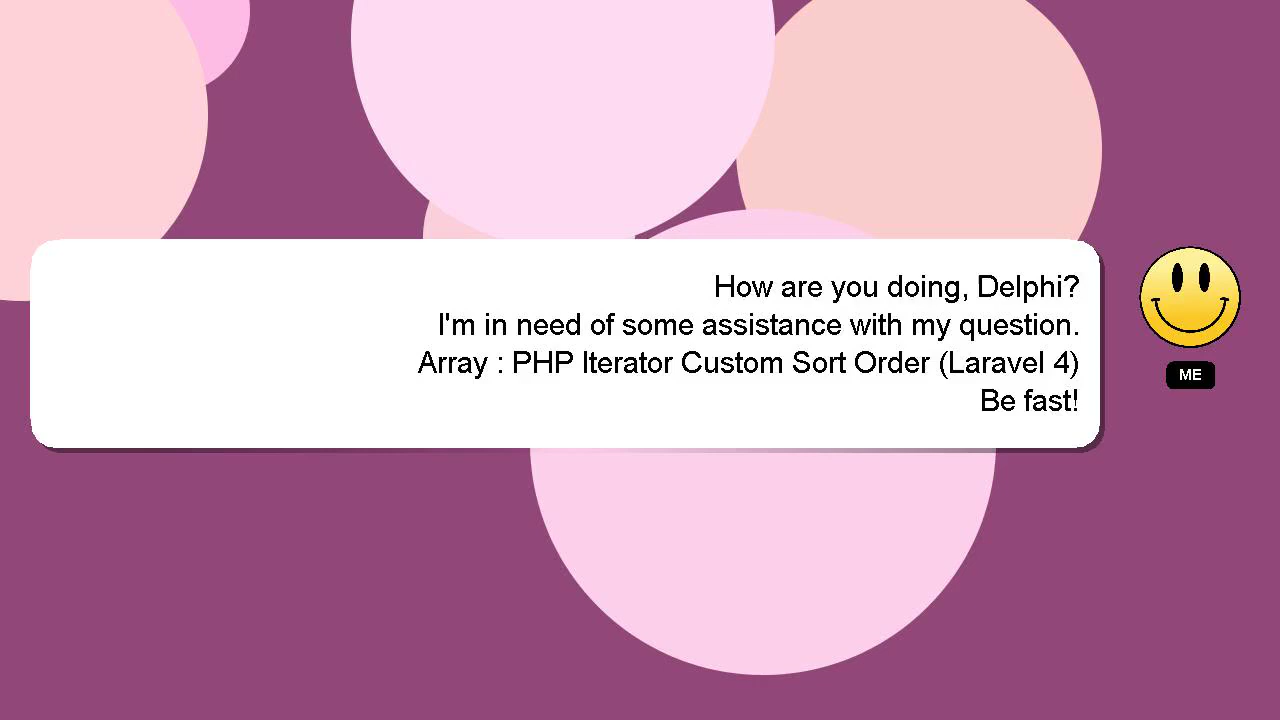 How are you doing, Delphi?
I'm in need of some assistance with my question.
Array : PHP Iterator Custom Sort Order (Laravel 4)
Be fast!
ME